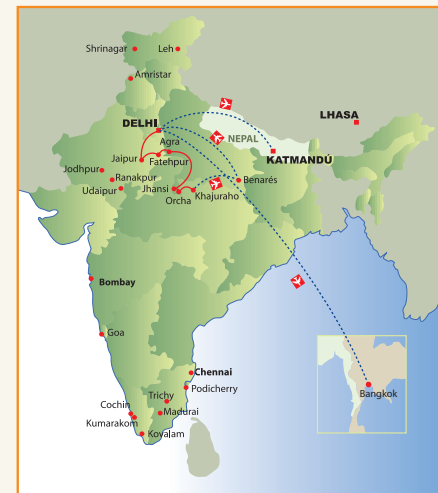 Shrinagar
Leh
Amristar
DELHI
LHASA
NEPAL
Agra
KATMANDÚ
Jaipur
Fatehpur
Jodhpur
Ranakpur
Benarés
Udaipur
Jhansi
Khajuraho
Orcha
Bombay
Goa
Chennai
Podicherry
Bangkok
Trichy
Cochin
Madurai
Kumarakom
Kovalam